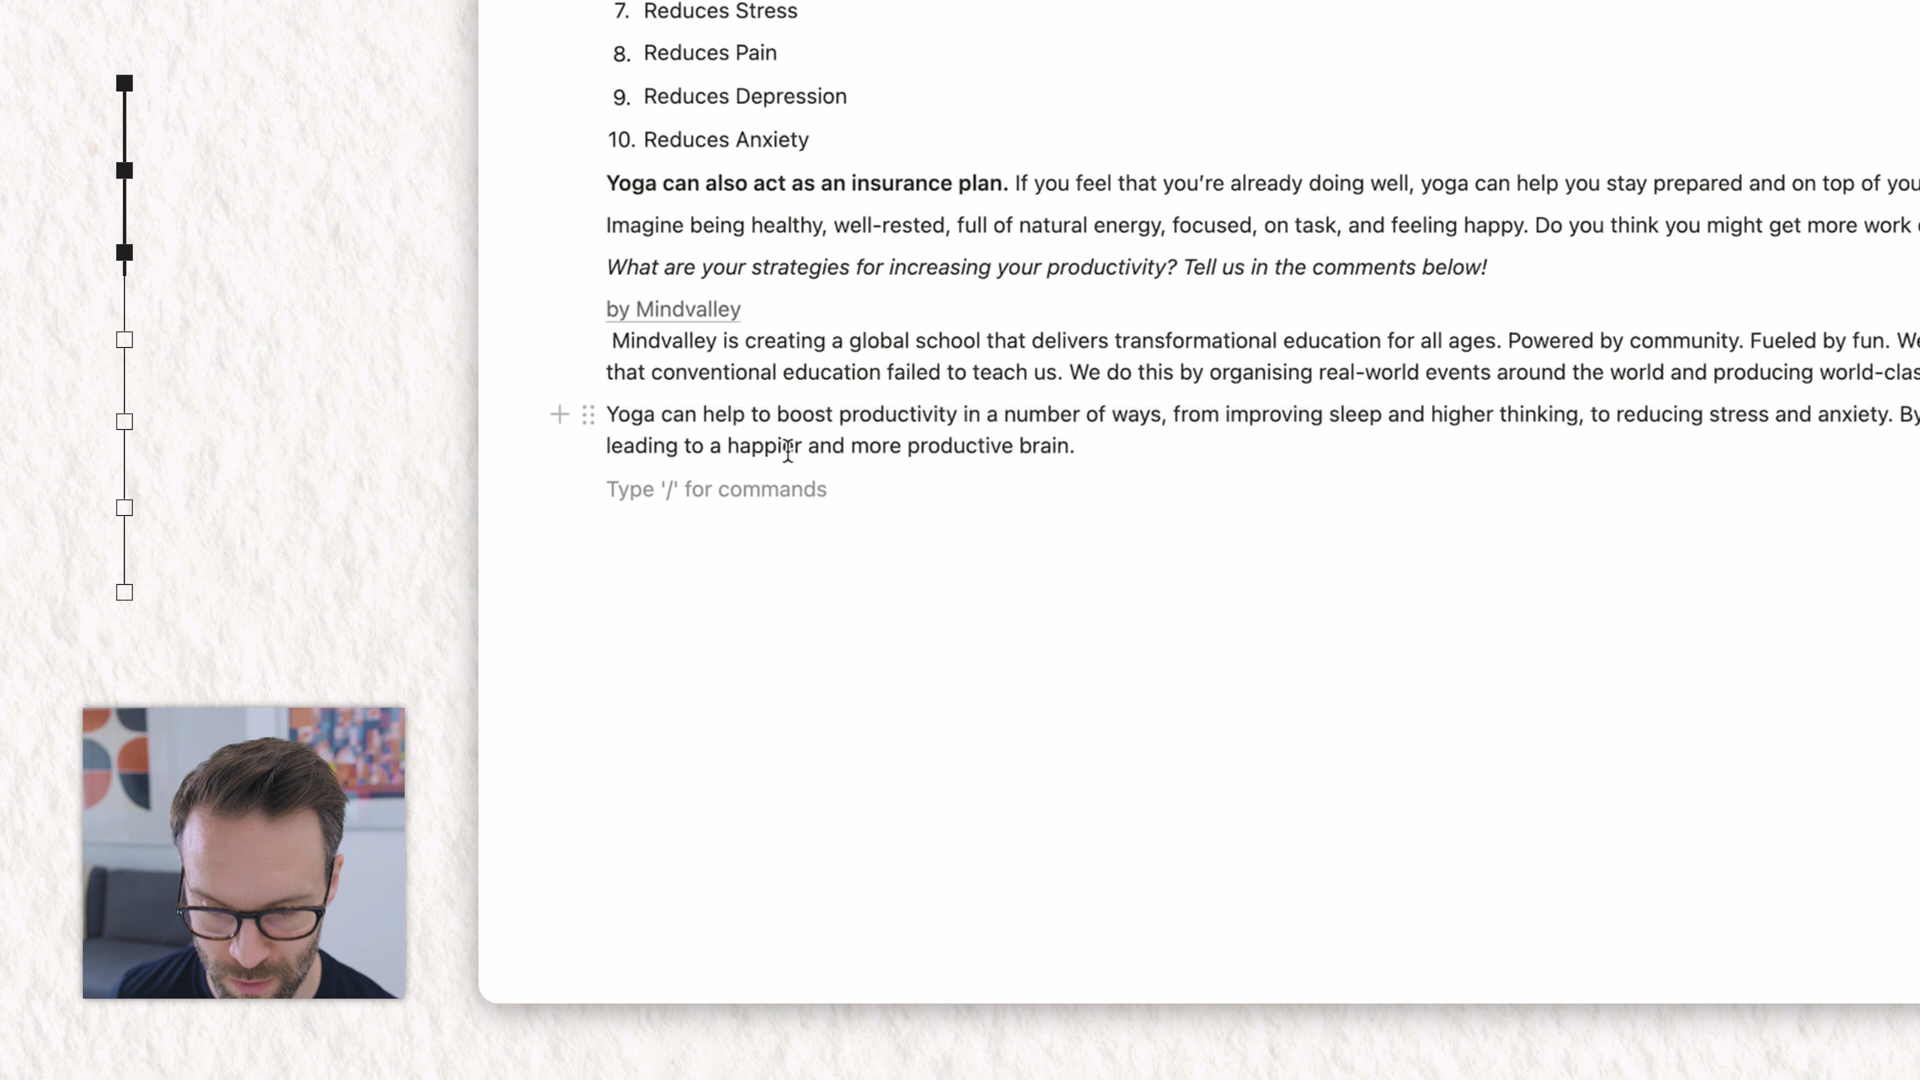 7. Reduces Stress
8. Reduces Pain
9. Reduces Depression
10. Reduces Anxiety
Yoga can also act as an insurance plan. If you feel that you’re already doing well, yoga can help you stay prepared and on top of you
Imagine being healthy, well-rested, full of natural energy, focused, on task, and feeling happy. Do you think you might get more work
What are your strategies for increasing your productivity? Tell us in the comments below!
by Mindvalley
Mindvalley is creating a global school that delivers transformational education for all ages. Powered by community. Fueled by fun. We
that conventional education failed to teach us. We do this by organising real-world events around the world and producing world-clas
Yoga can help to boost productivity in a number of ways, from improving sleep and higher thinking, to reducing stress and anxiety. By
leading to a happier and more productive brain.
Type '/' for commands